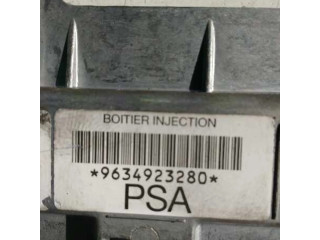 BOITIER INJECTION
*9634923280*
PSA